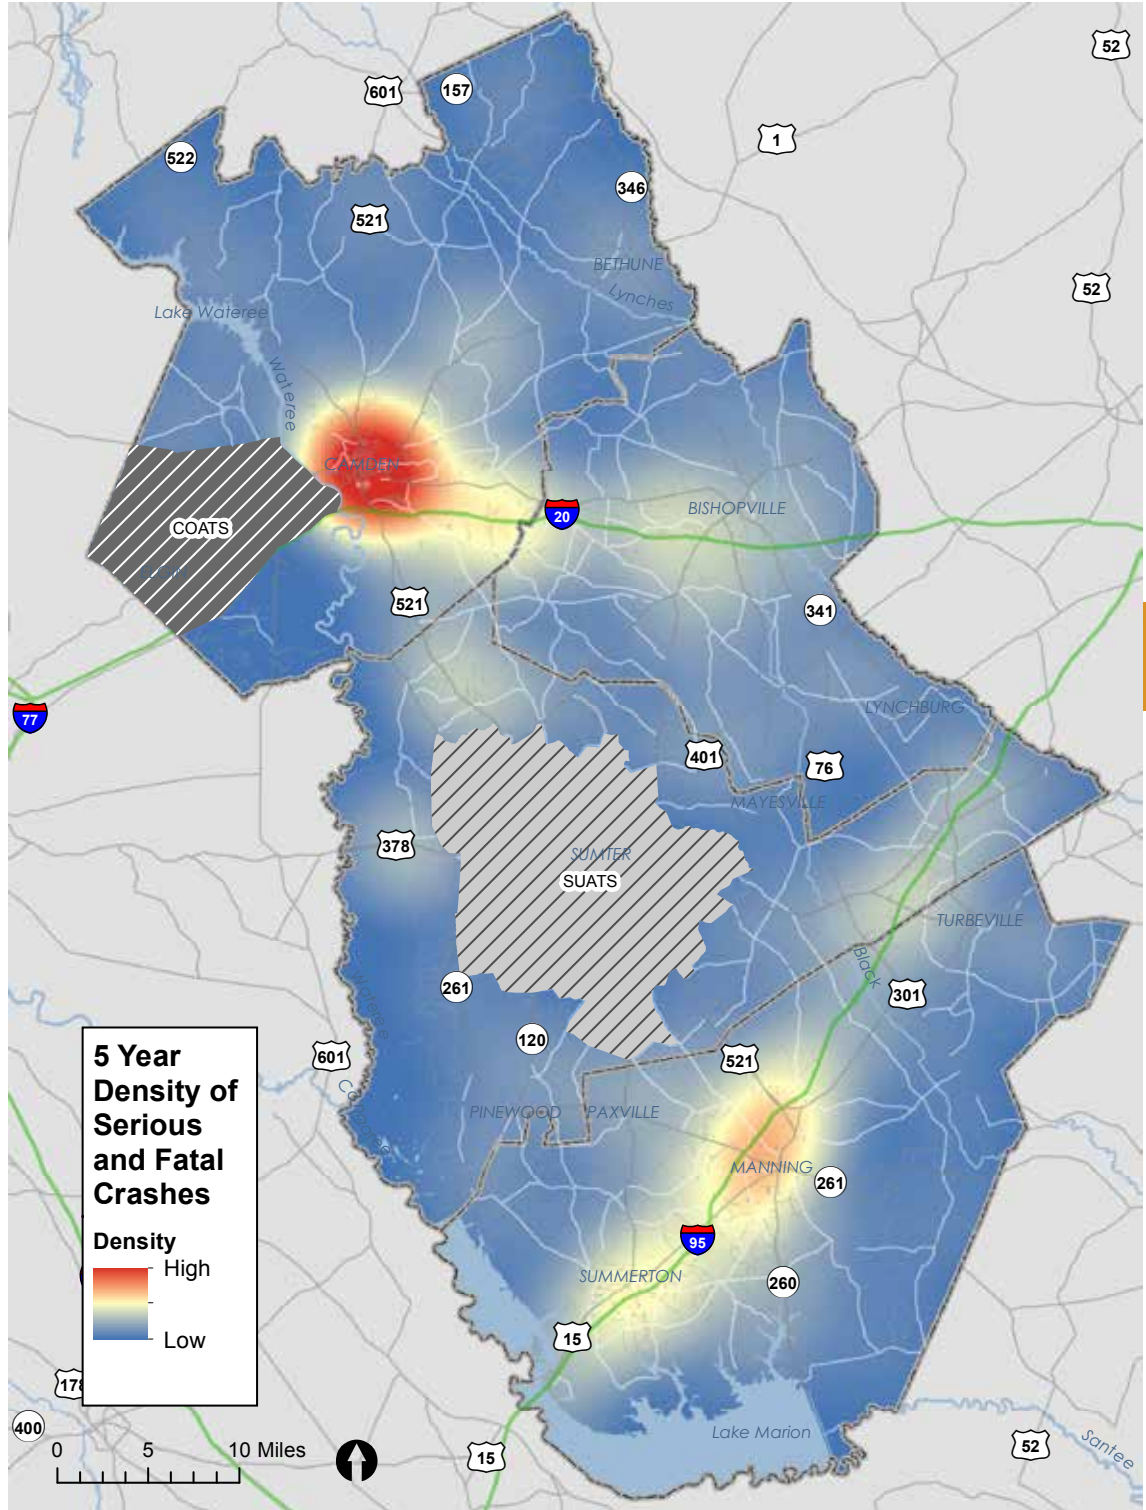 52
601
157
1
522
346
521
BETHUNE
52
Lynches
Lake Wateree
Wateree
CAMDEN
BISHOPVILLE
20
COATS
521
341
77
LYNCHBURG
401
76
MAYESVILLE
378
SUMTER
SUATS
TURBEVILLE
Black
261
301
Wateree
120
601
521
5 Year
Density of
Serious
and Fatal
Crashes
Density
High
Low
PINEWOOD
PAXVILLE
MANNING
261
95
SUMMERTON
260
15
178
400
0 5 10 Miles
15
Lake Marion
52
Santee